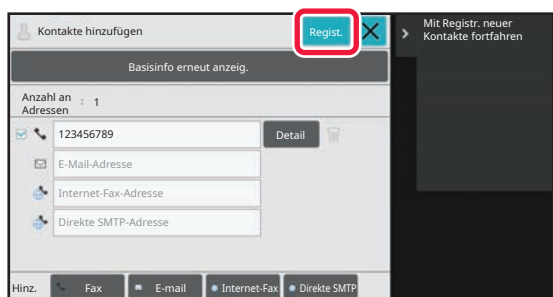 Kontakte hinzufügen
Regist.
Mit Registr. neuer
Kontakte fortfahren
Basisinfo erneut anzeig.
Anzahl an
Adressen : 1
123456789
Detail
E-Mail-Adresse
Internet-Fax-Adresse
Direkte SMTP-Adresse
Hinz.
Fax
E-mail
Internet-Fax
Direkte SMTP